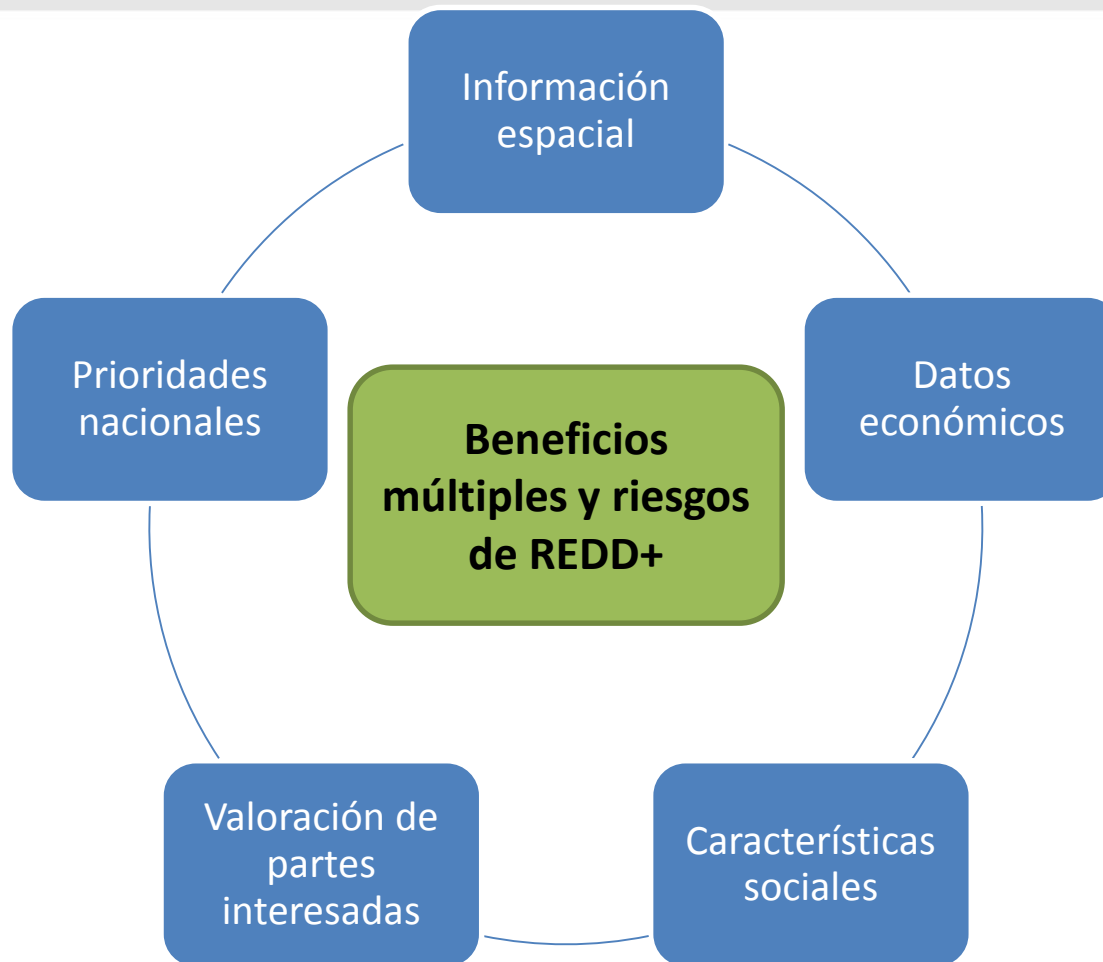 Información
espacial
Prioridades
nacionales
Datos
económicos
Beneficios
múltiples y riesgos
de REDD+
Valoración de
partes
interesadas
Características
sociales